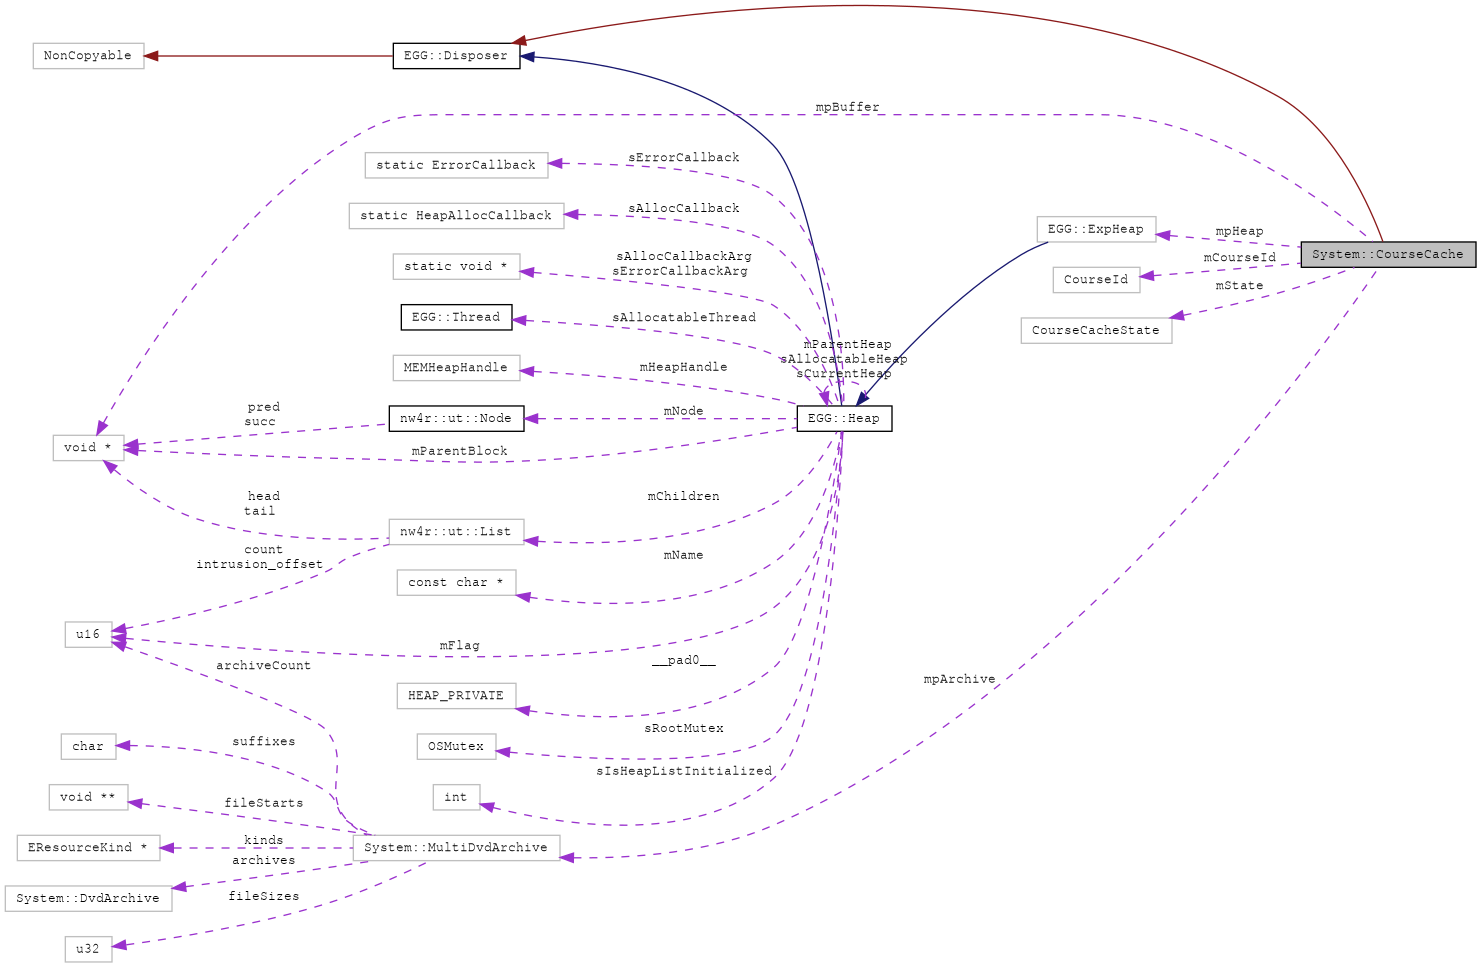 NonCopyable
EGG::Disposer
mpBuffer
sErrorCallback
static ErrorCallback
sAllocCallback
static HeapAllocCallback
EGG::ExpHeap
mpHeap
System::CourseCache
sAllocCallbackArg
sErrorCallbackArg
static void *
mCourseId
CourseId
mState
CourseCacheState
EGG::Thread
sAllocatableThread
mParentHeap
sAllocatableHeap
sCurrentHeap
MEMHeapHandle
mHeapHandle
pred
succ
nw4r::ut::Node
mNode
EGG::Heap
void *
mParentBlock
head
tail
mChildren
nw4r::ut::List
count
intrusion_offset
mName
const char *
u16
mFlag
archiveCount
__pad0__
HEAP_PRIVATE
mpArchive
char
suffixes
sRootMutex
OSMutex
sIsHeapListInitialized
void **
fileStarts
int
EResourceKind *
kinds
System::MultiDvdArchive
archives
System::DvdArchive
fileSizes
u32